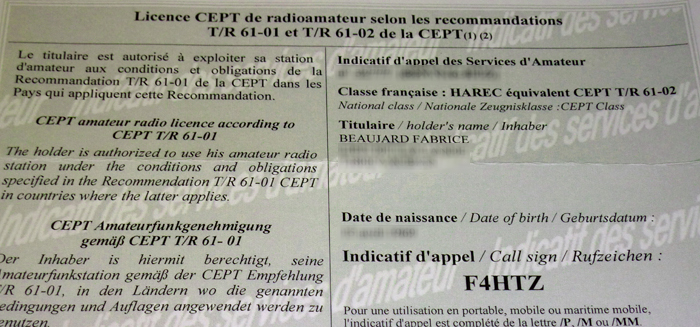 Licence CEPT de radioamateur selon les recommandations
T/R 61-01 et T/R 61-02 de la CEPT(1) (2)
Le titulaire est autorisé à exploiter sa station
d'amateur aux conditions et obligations de la
Recommandation T/R 61-01 de la CEPT dans les
Pays qui appliquent cette Recommandation.
CEPT amateur radio licence according to
CEPT T/R 61-01
The holder is authorized to use his amateur radio
station under the conditions and obligations
specified in the Recommendation T/R 61-01 CEPT
in countries where the latter applies.
CEPT Amateurfunkgenehmigung
gemäß CEPT T/R 61- 01
Der Inhaber is hiermit berechtigt, seine
Amateurfunkstation gemäß der CEPT Empfehlung
T/R 61-01, in den Ländern wo die genannten
edingungen und Auflagen angewendet werden zu
enutzen.
Indicatif d'appel des Services d'Amateur
Classe française : HAREC équivalent CEPT T/R 61-02
National class / Nationale Zeugnisklasse :CEPT Class
Titulaire / holder's name / Inhaber
BEAUJARD FABRICE
Date de naissance / Date of birth / Geburtsdatum :
Indicatif d'appel / Call sign / Rufzeichen :
F4HTZ
Pour une utilisation en portable, mobile ou maritime mobile,
l'indicatif d'appel est complété de la lettre /P, /M ou /MM.